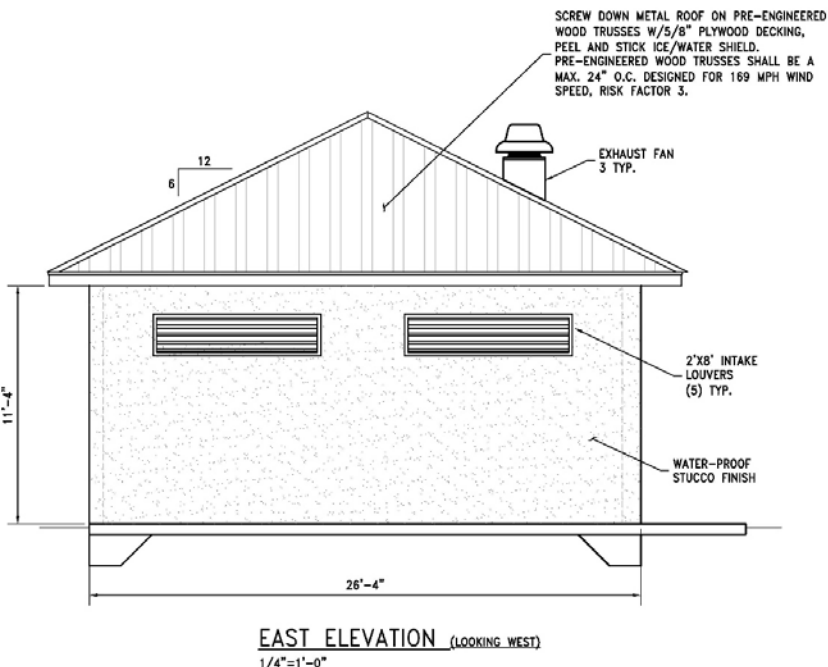 SCREW DOWN METAL ROOF ON PRE-ENGINEERED
WOOD TRUSSES W/5/8" PLYWOOD DECKING,
PEEL AND STICK ICE/WATER SHIELD.
PRE-ENGINEERED WOOD TRUSSES SHALL BE A
MAX. 24" O.C. DESIGNED FOR 169 MPH WIND
SPEED, RISK FACTOR 3.
EXHAUST FAN
3 TYP.
12
6
2'X8' INTAKE
LOUVERS
(5) TYP.
11'-4"
WATER-PROOF
STUCCO FINISH
26'-4"
EAST ELEVATION (LOOKING WEST)
1/4"=1'-0"